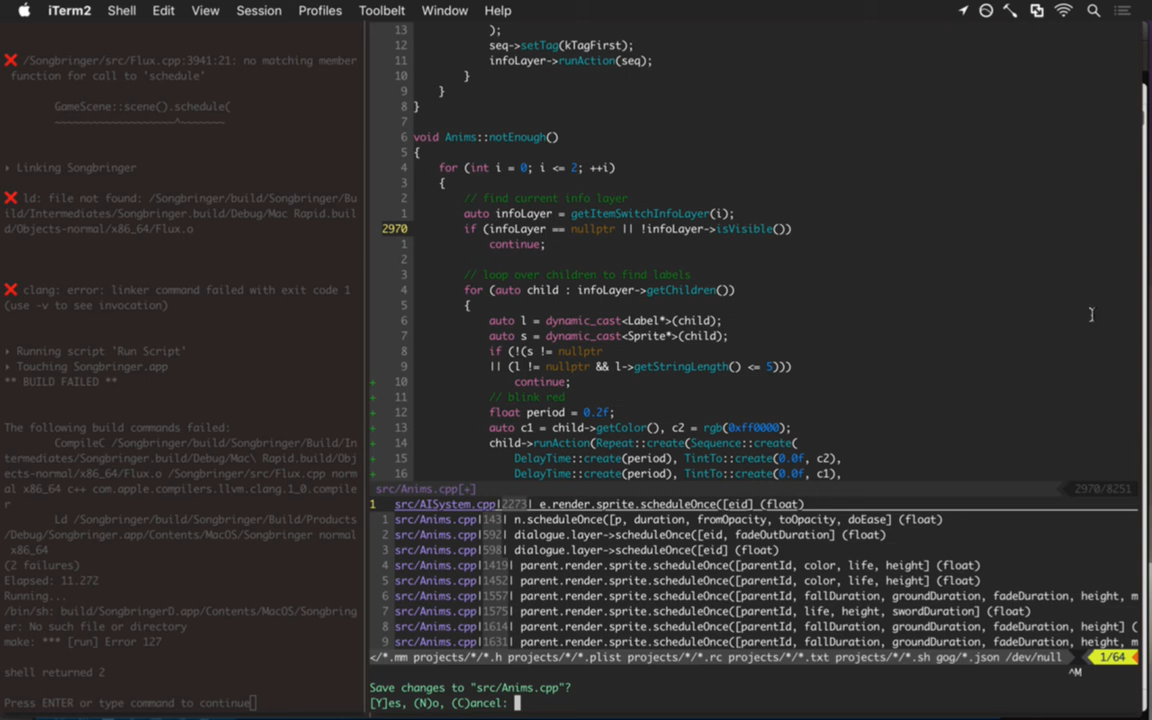 iTerm2 Shell Edit View Session Profiles Toolbelt Window Help
❌ /Songbringer/src/Flux.cpp:3941:21: no matching member
function for call to 'schedule'
GameScene::scene().schedule(
~~~~~~~~~~~~~~~~~~~~^~~~~~~~
▸ Linking Songbringer
❌ ld: file not found: /Songbringer/build/Songbringer/Bu
ild/Intermediates/Songbringer.build/Debug/Mac Rapid.buil
d/Objects-normal/x86_64/Flux.o
❌ clang: error: linker command failed with exit code 1
(use -v to see invocation)
▸ Running script 'Run Script'
▸ Touching Songbringer.app
** BUILD FAILED **
The following build commands failed:
CompileC /Songbringer/build/Songbringer/Build/In
termediates/Songbringer.build/Debug/Mac\ Rapid.build/Obj
ects-normal/x86_64/Flux.o /Songbringer/src/Flux.cpp norm
al x86_64 c++ com.apple.compilers.llvm.clang.1_0.compile
r
Ld /Songbringer/build/Songbringer/Build/Products
/Debug/Songbringer.app/Contents/MacOS/Songbringer normal
x86_64
(2 failures)
Elapsed: 11.272
Running...
/bin/sh: build/SongbringerD.app/Contents/MacOS/Songbring
er: No such file or directory
make: *** [run] Error 127
shell returned 2
Press ENTER or type command to continue
13 );
12 seq->setTag(kTagFirst);
11 infoLayer->runAction(seq);
10 }
9 }
8 }
7
6 void Anims::notEnough()
5 {
4 for (int i = 0; i <= 2; ++i)
3 {
2 // find current info layer
1 auto infoLayer = getItemSwitchInfoLayer(i);
2970 if (infoLayer == nullptr || !infoLayer->isVisible())
1 continue;
2
3 // loop over children to find labels
4 for (auto child : infoLayer->getChildren())
5 {
6 auto l = dynamic_cast<Label*>(child);
7 auto s = dynamic_cast<Sprite*>(child);
8 if (!(s != nullptr
9 || (l != nullptr && l->getStringLength() <= 5)))
+ 10 continue;
+ 11 // blink red
+ 12 float period = 0.2f;
+ 13 auto c1 = child->getColor(), c2 = rgb(0xff0000);
+ 14 child->runAction(Repeat::create(Sequence::create(
+ 15 DelayTime::create(period), TintTo::create(0.0f, c2),
+ 16 DelayTime::create(period), TintTo::create(0.0f, c1),
src/Anims.cpp[+] 2970/8251
1 src/AISystem.cpp|2273| e.render.sprite.scheduleOnce([eid] (float)
1 src/Anims.cpp|143| n.scheduleOnce([p, duration, fromOpacity, toOpacity, doEase] (float)
2 src/Anims.cpp|592| dialogue.layer->scheduleOnce([eid, fadeOutDuration] (float)
3 src/Anims.cpp|598| dialogue.layer->scheduleOnce([eid] (float)
4 src/Anims.cpp|1419| parent.render.sprite.scheduleOnce([parentId, color, life, height] (float)
5 src/Anims.cpp|1452| parent.render.sprite.scheduleOnce([parentId, color, life, height] (float)
6 src/Anims.cpp|1557| parent.render.sprite.scheduleOnce([parentId, fallDuration, groundDuration, fadeDuration, height, m
7 src/Anims.cpp|1575| parent.render.sprite.scheduleOnce([parentId, life, height, swordDuration] (float)
8 src/Anims.cpp|1614| parent.render.sprite.scheduleOnce([parentId, fallDuration, groundDuration, fadeDuration, height] (
9 src/Anims.cpp|1631| parent.render.sprite.scheduleOnce([parentId, fallDuration, groundDuration, fadeDuration, height, m
</*.mm projects/*/*.h projects/*/*.plist projects/*/*.rc projects/*/*.txt projects/*/*.sh gog/*.json /dev/null 1/64
^M
Save changes to "src/Anims.cpp"?
[Y]es, (N)o, (C)ancel: